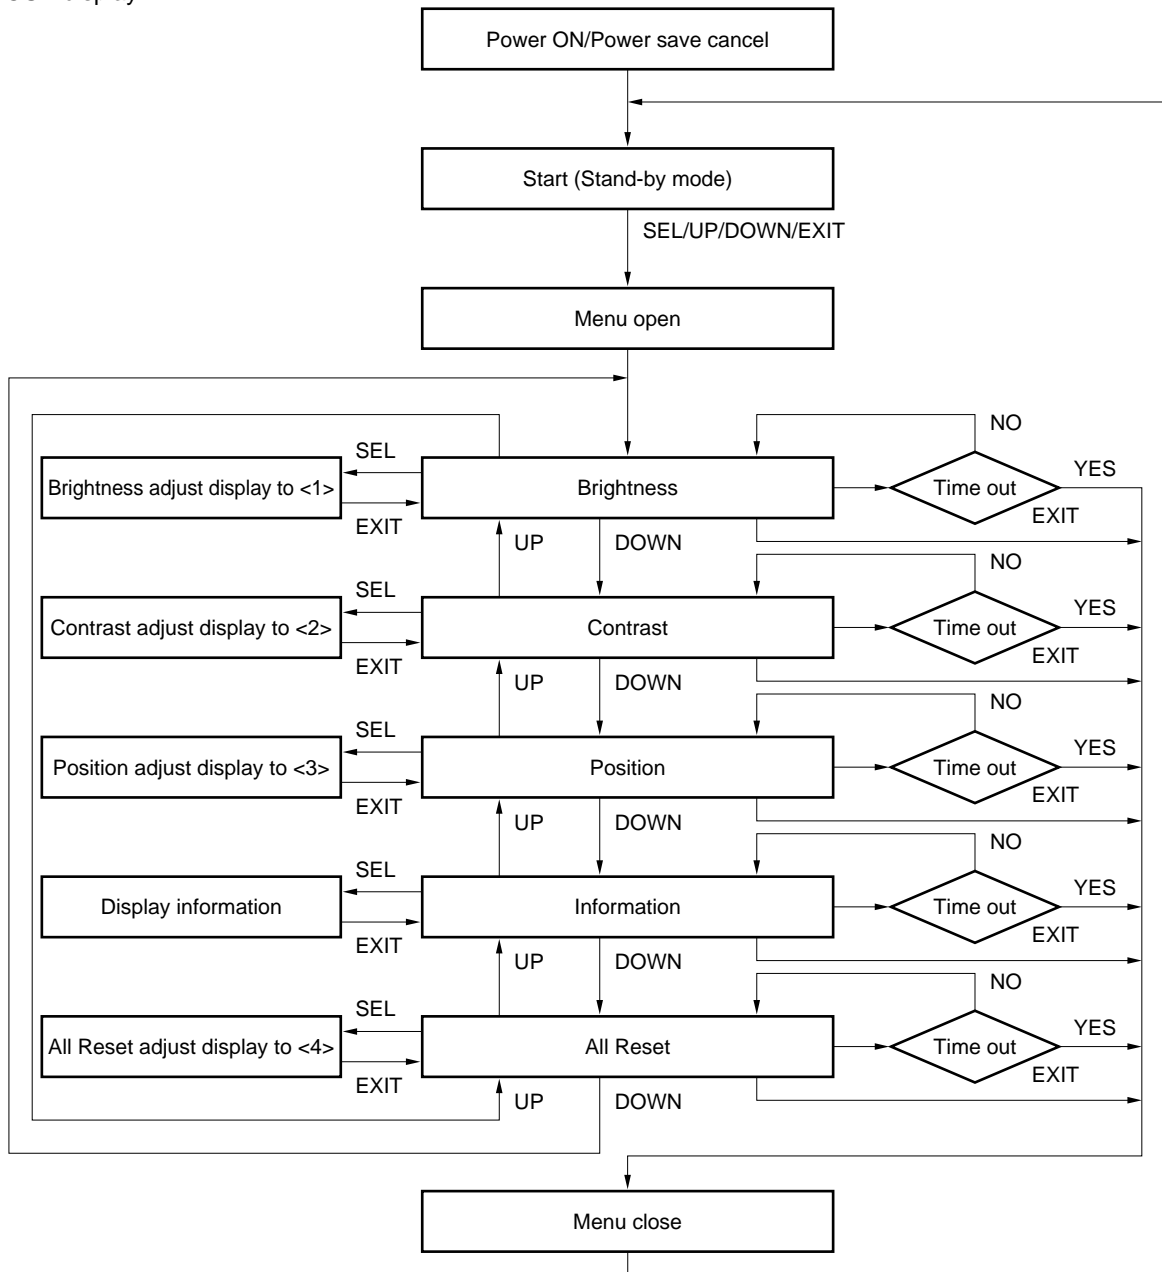 Power ON/Power save cancel
Start (Stand-by mode)
SEL/UP/DOWN/EXIT
Menu open
NO
SEL
YES
Brightness adjust display to <1>
Brightness
Time out
EXIT
EXIT
UP
DOWN
NO
SEL
YES
Contrast adjust display to <2>
Contrast
Time out
EXIT
EXIT
UP
DOWN
NO
SEL
YES
Position adjust display to <3>
Position
Time out
EXIT
EXIT
UP
DOWN
NO
SEL
YES
Display information
Information
Time out
EXIT
EXIT
UP
DOWN
NO
SEL
YES
All Reset adjust display to <4>
All Reset
Time out
EXIT
EXIT
UP
DOWN
Menu close